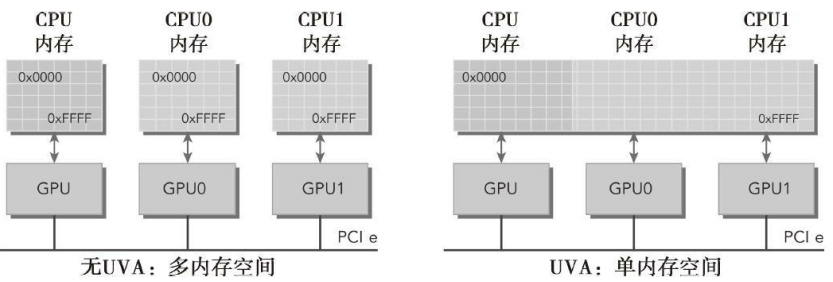 CPU 内存
CPU0 内存
CPU1 内存
0x0000
0xFFFF
0x0000
0xFFFF
0x0000
0xFFFF
GPU
GPU0
GPU1
PCI e
无UVA：多内存空间
CPU 内存
CPU0 内存
CPU1 内存
0x0000
0xFFFF
GPU
GPU0
GPU1
PCI e
UVA：单内存空间